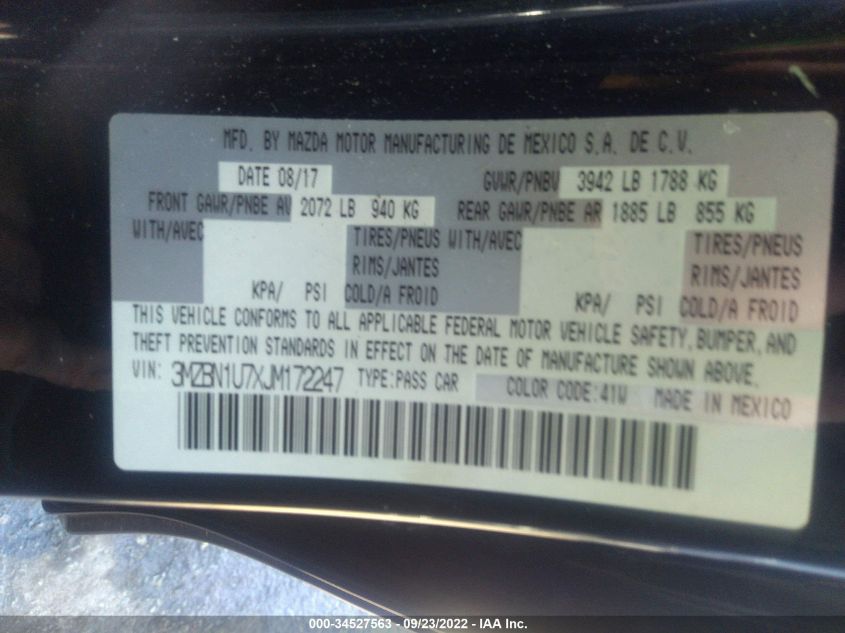 MFD. BY MAZDA MOTOR MANUFACTURING DE MEXICO S.A. DE C.V.
DATE 08/17 GVWR/PNBV 3942 LB 1788 KG
FRONT GAWR/PNBE AV 2072 LB 940 KG REAR GAWR/PNBE AR 1885 LB 855 KG
WITH/AVEC TIRES/PNEUS WITH/AVEC TIRES/PNEUS
RIMS/JANTES RIMS/JANTES
KPA/ PSI COLD/A FROID KPA/ PSI COLD/A FROID
THIS VEHICLE CONFORMS TO ALL APPLICABLE FEDERAL MOTOR VEHICLE SAFETY, BUMPER, AND
THEFT PREVENTION STANDARDS IN EFFECT ON THE DATE OF MANUFACTURE SHOWN ABOVE.
VIN: 3MZBN1U7XJM172247 TYPE:PASS CAR COLOR CODE:41W MADE IN MEXICO
000-34527563 - 09/23/2022 - IAA Inc.